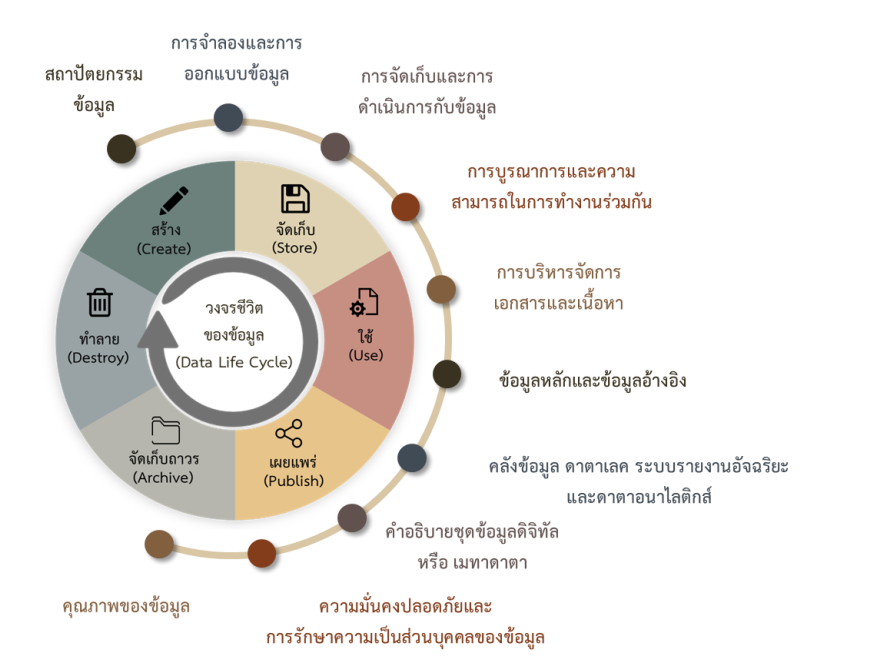 การจำลองและการ
ออกแบบข้อมูล
สถาปัตยกรรม
ข้อมูล
การจัดเก็บและการ
ดำเนินการกับข้อมูล
การบูรณาการและความ
สามารถในการทำงานร่วมกัน
การบริหารจัดการ
เอกสารและเนื้อหา
ข้อมูลหลักและข้อมูลอ้างอิง
คลังข้อมูล ดาตาเลค ระบบรายงานอัจฉริยะ
และดาตาอนาไลติกส์
คำอธิบายชุดข้อมูลดิจิทัล
หรือ เมทาดาตา
ความมั่นคงปลอดภัยและ
การรักษาความเป็นส่วนบุคคลของข้อมูล
คุณภาพของข้อมูล
สร้าง
(Create)
จัดเก็บ
(Store)
ใช้
(Use)
เผยแพร่
(Publish)
จัดเก็บถาวร
(Archive)
ทำลาย
(Destroy)
วงจรชีวิต
ของข้อมูล
(Data Life Cycle)